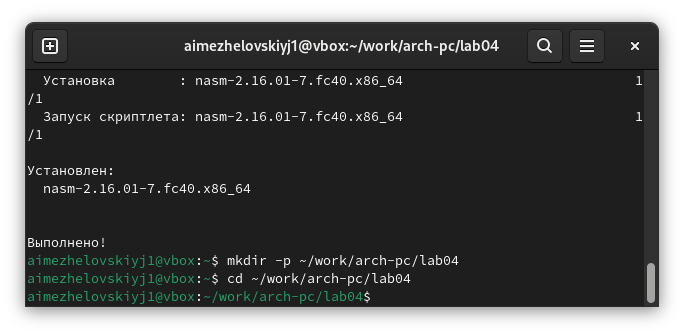 aimezhelovskiyj1@vbox:~/work/arch-pc/lab04
Установка        : nasm-2.16.01-7.fc40.x86_64                             1
/1
Запуск скриптлета: nasm-2.16.01-7.fc40.x86_64                             1
/1
Установлен:
nasm-2.16.01-7.fc40.x86_64
Выполнено!
aimezhelovskiyj1@vbox:~$ mkdir -p ~/work/arch-pc/lab04
aimezhelovskiyj1@vbox:~$ cd ~/work/arch-pc/lab04
aimezhelovskiyj1@vbox:~/work/arch-pc/lab04$